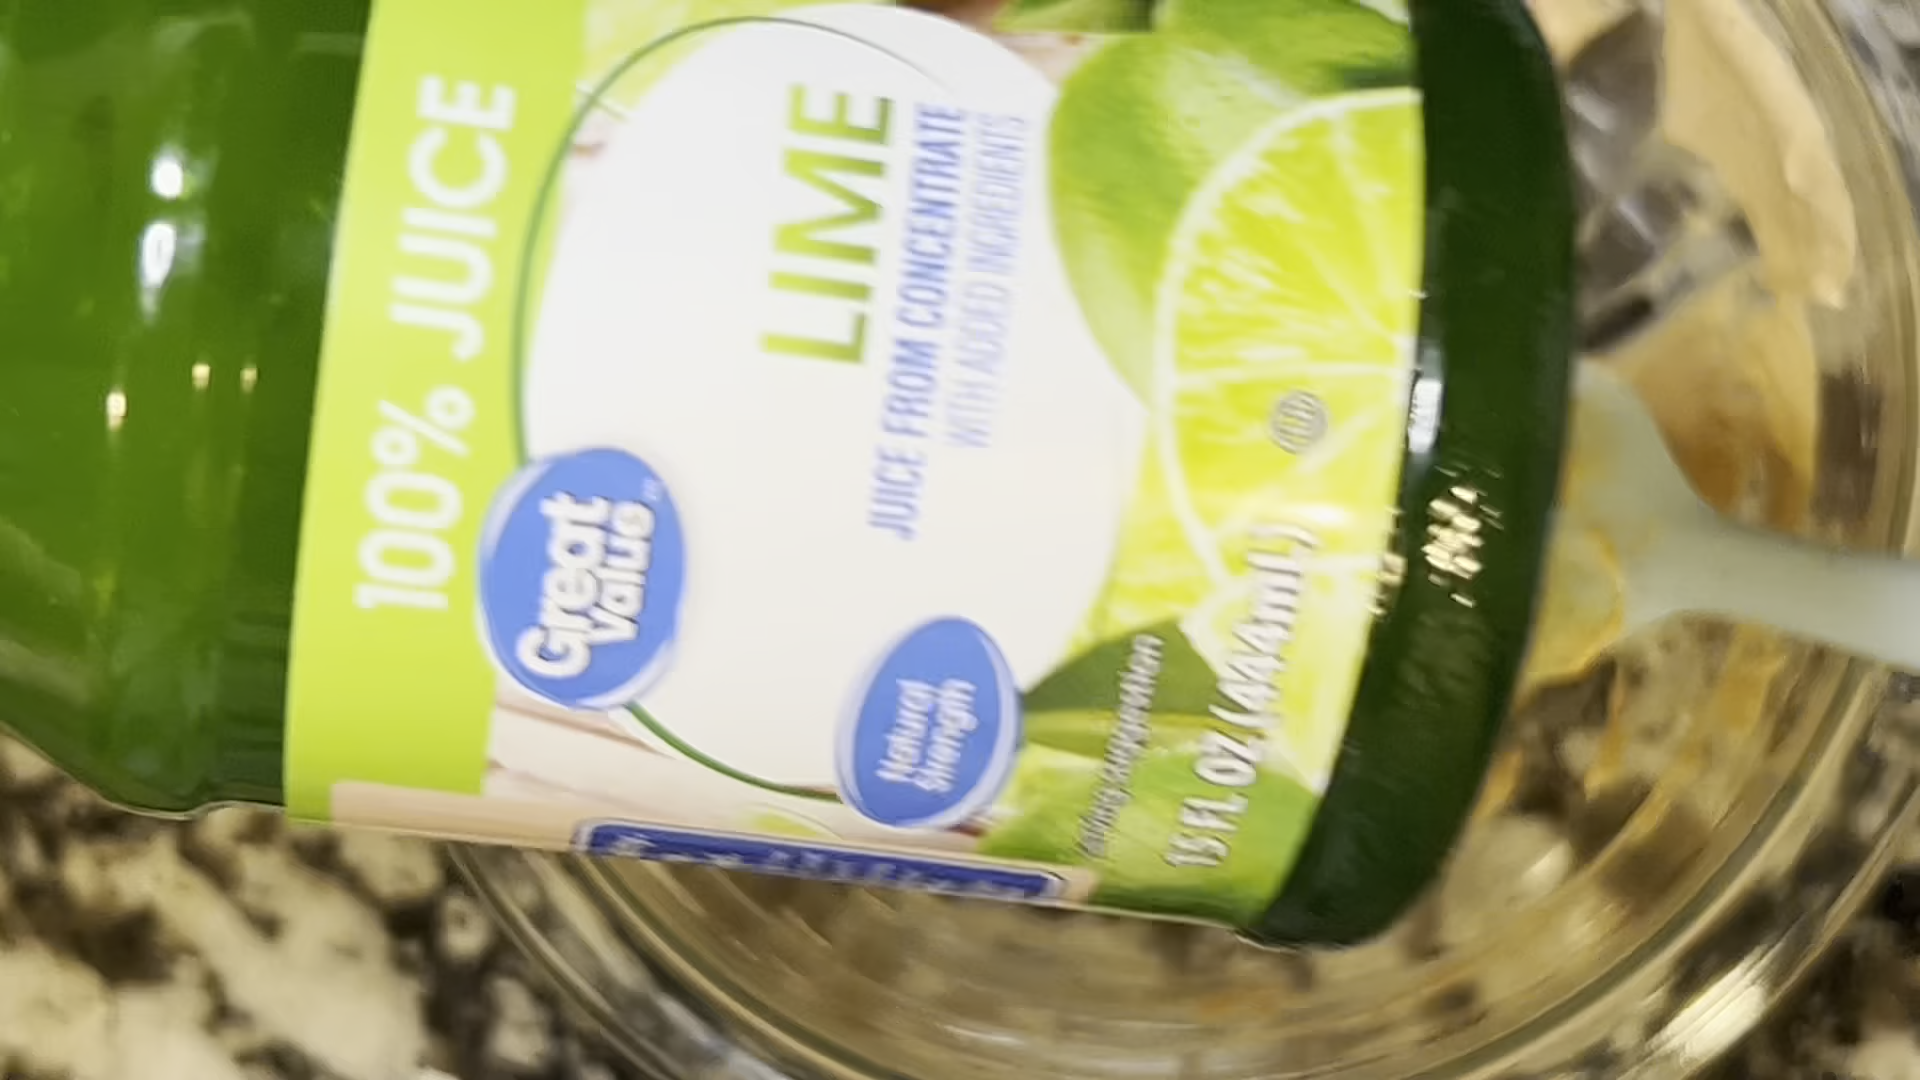 100% JUICE
Great
Value
LIME
JUICE FROM CONCENTRATE
WITH ADDED INGREDIENTS
Natural
Strength
15 FL OZ (444mL)